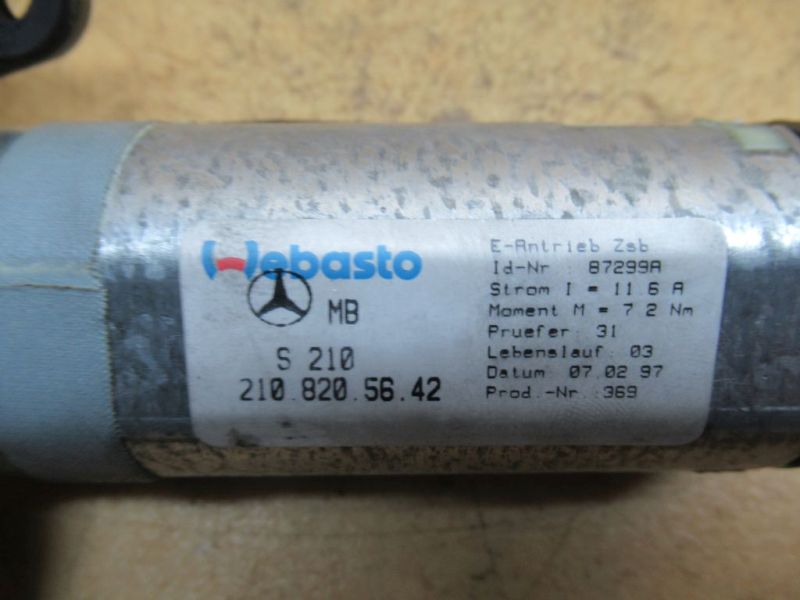 Webasto
MB
S 210
210.820.56.42
E-Antrieb Zsb
Id-Nr : 87299A
Strom I = 11.6 A
Moment M = 7.2 Nm
Pruefer: 31
Lebenslauf: 03
Datum 07.02.97
Prod.-Nr.:369